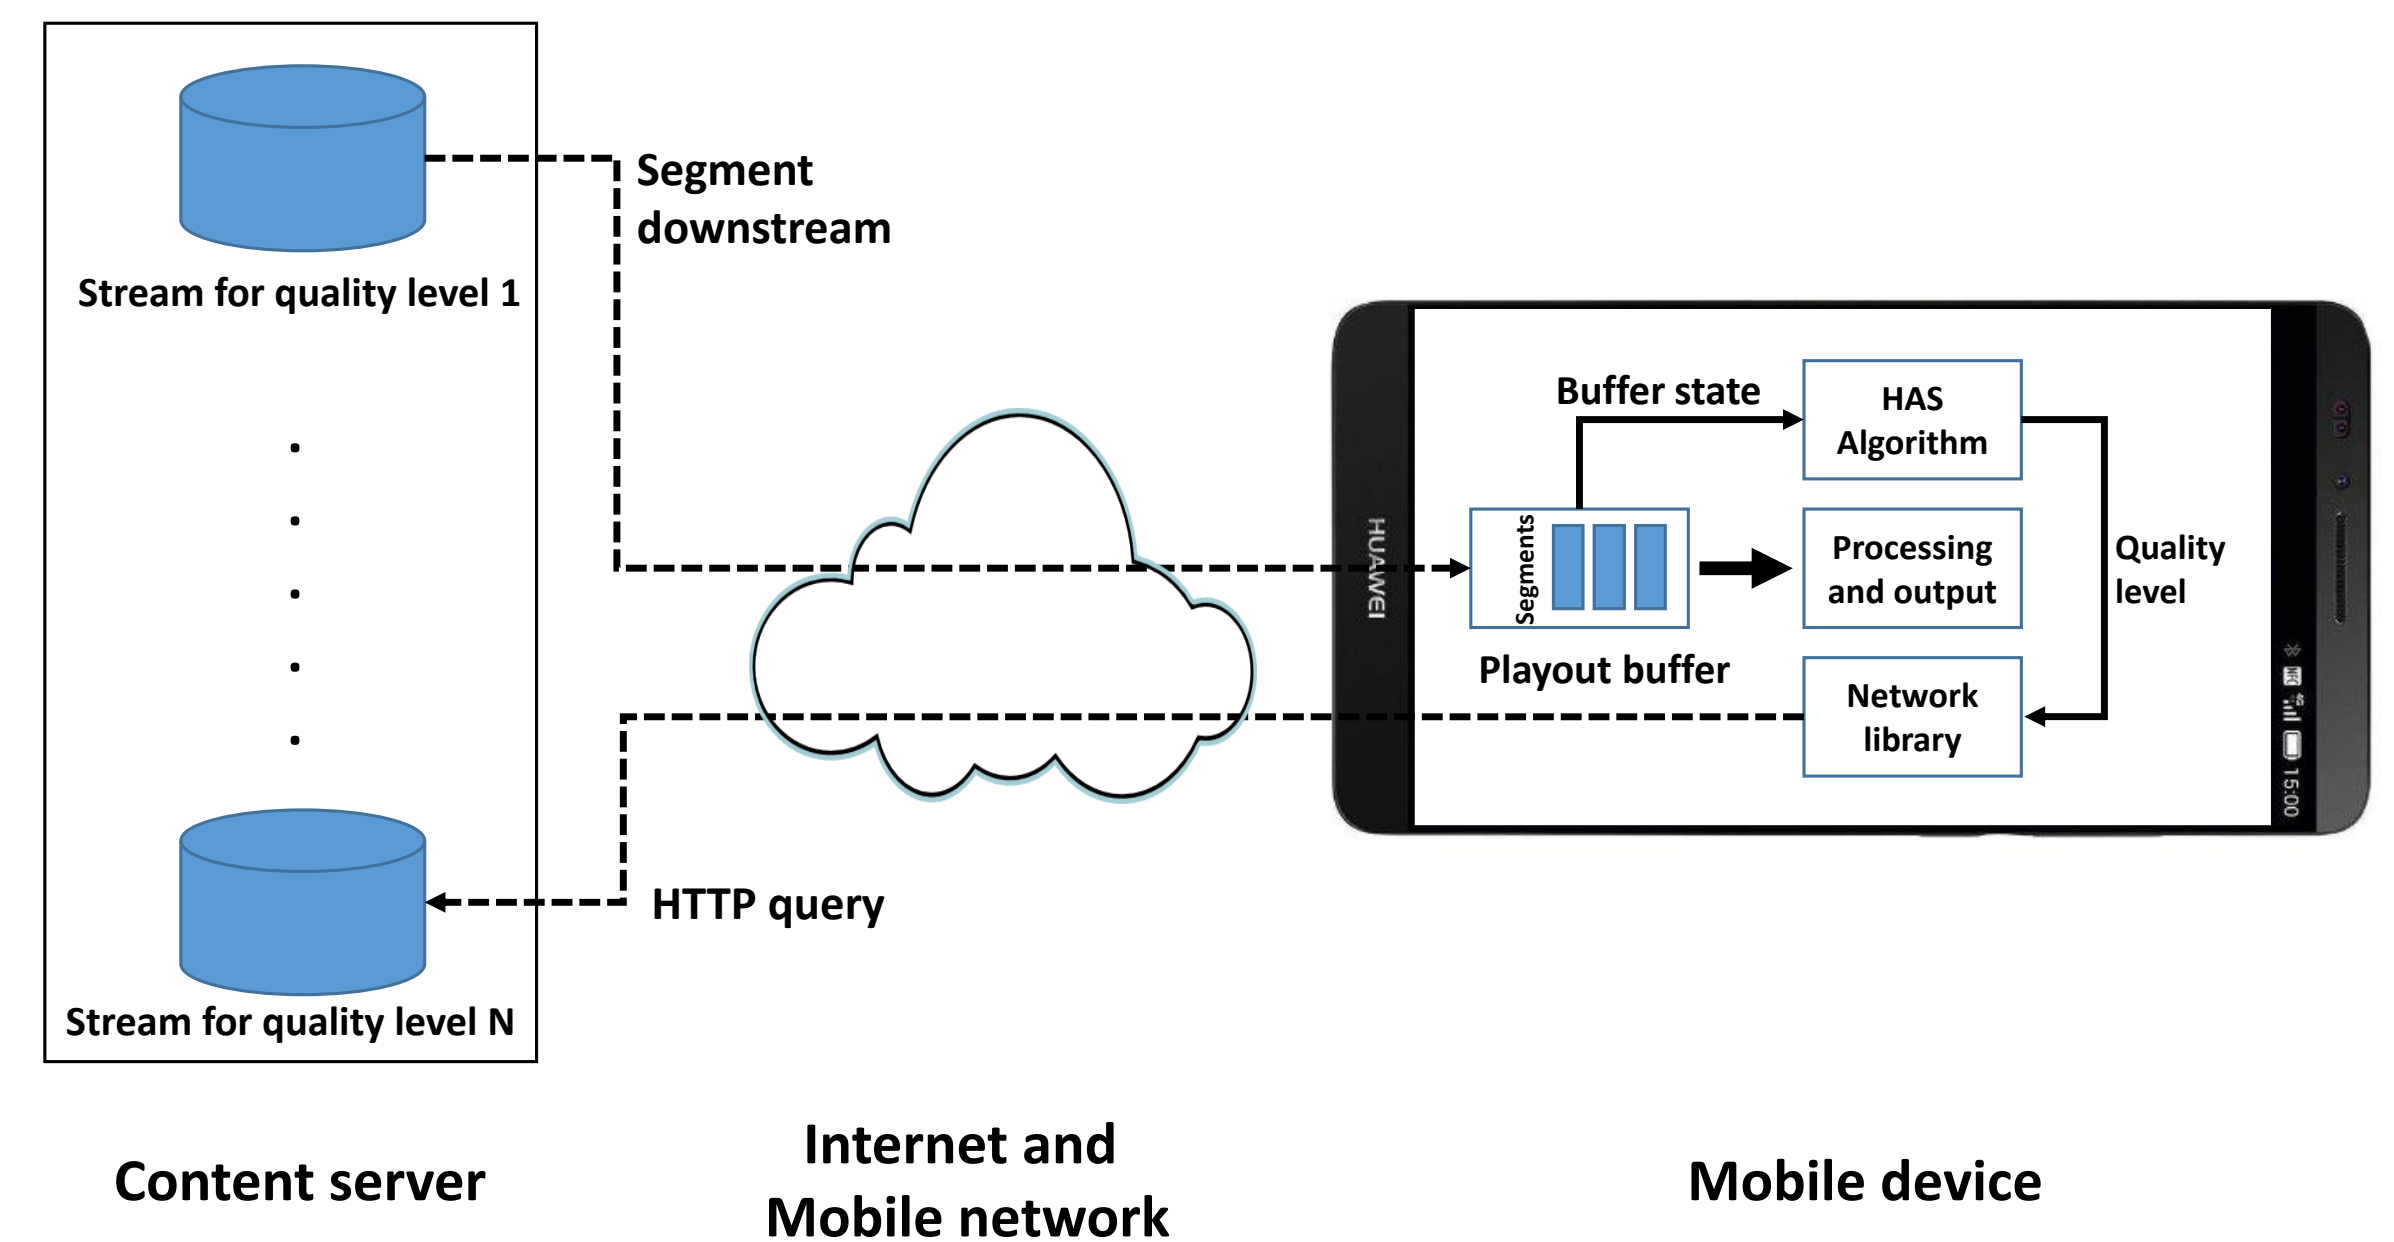 Segment
downstream
Stream for quality level 1
Buffer state
HAS
Algorithm
HUAWEI
Segments
Processing
and output
Quality
level
Playout buffer
Network
library
NFC
4G
15:00
HTTP query
Stream for quality level N
Content server
Internet and
Mobile network
Mobile device